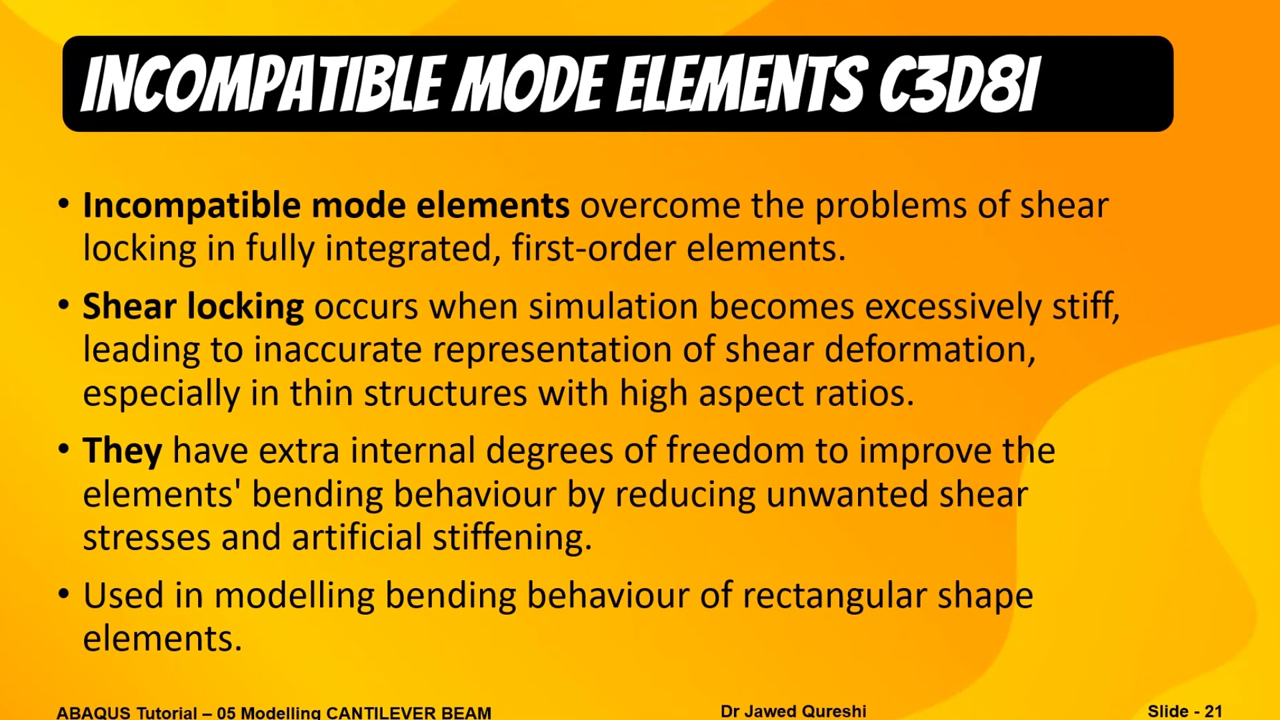 INCOMPATIBLE MODE ELEMENTS C3D8I
• Incompatible mode elements overcome the problems of shear
locking in fully integrated, first-order elements.
• Shear locking occurs when simulation becomes excessively stiff,
leading to inaccurate representation of shear deformation,
especially in thin structures with high aspect ratios.
• They have extra internal degrees of freedom to improve the
elements' bending behaviour by reducing unwanted shear
stresses and artificial stiffening.
• Used in modelling bending behaviour of rectangular shape
elements.
ABAQUS Tutorial – 05 Modelling CANTILEVER BEAM
Dr Jawed Qureshi
Slide - 21